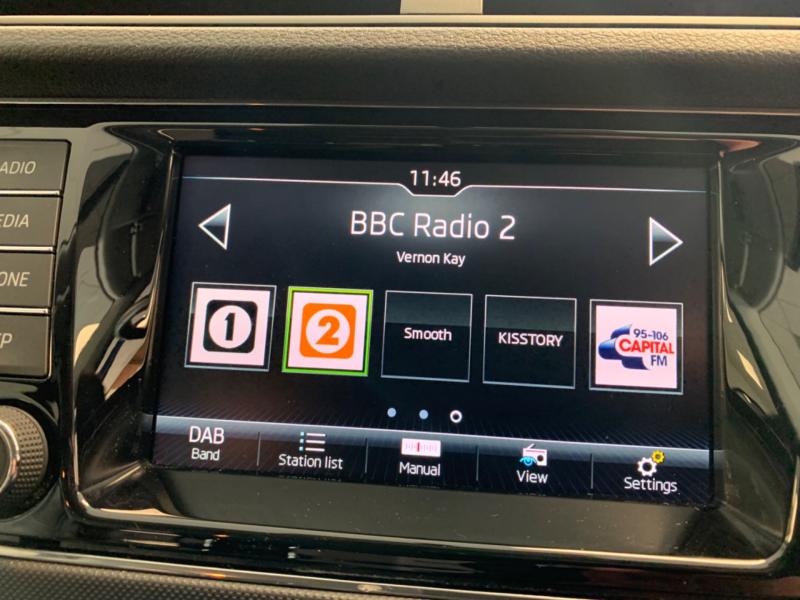 11:46
BBC Radio 2
Vernon Kay
1
2
Smooth
KISSTORY
95-106
CAPITAL
FM
DAB
Band
Station list
Manual
View
Settings
ADIO
EDIA
ONE